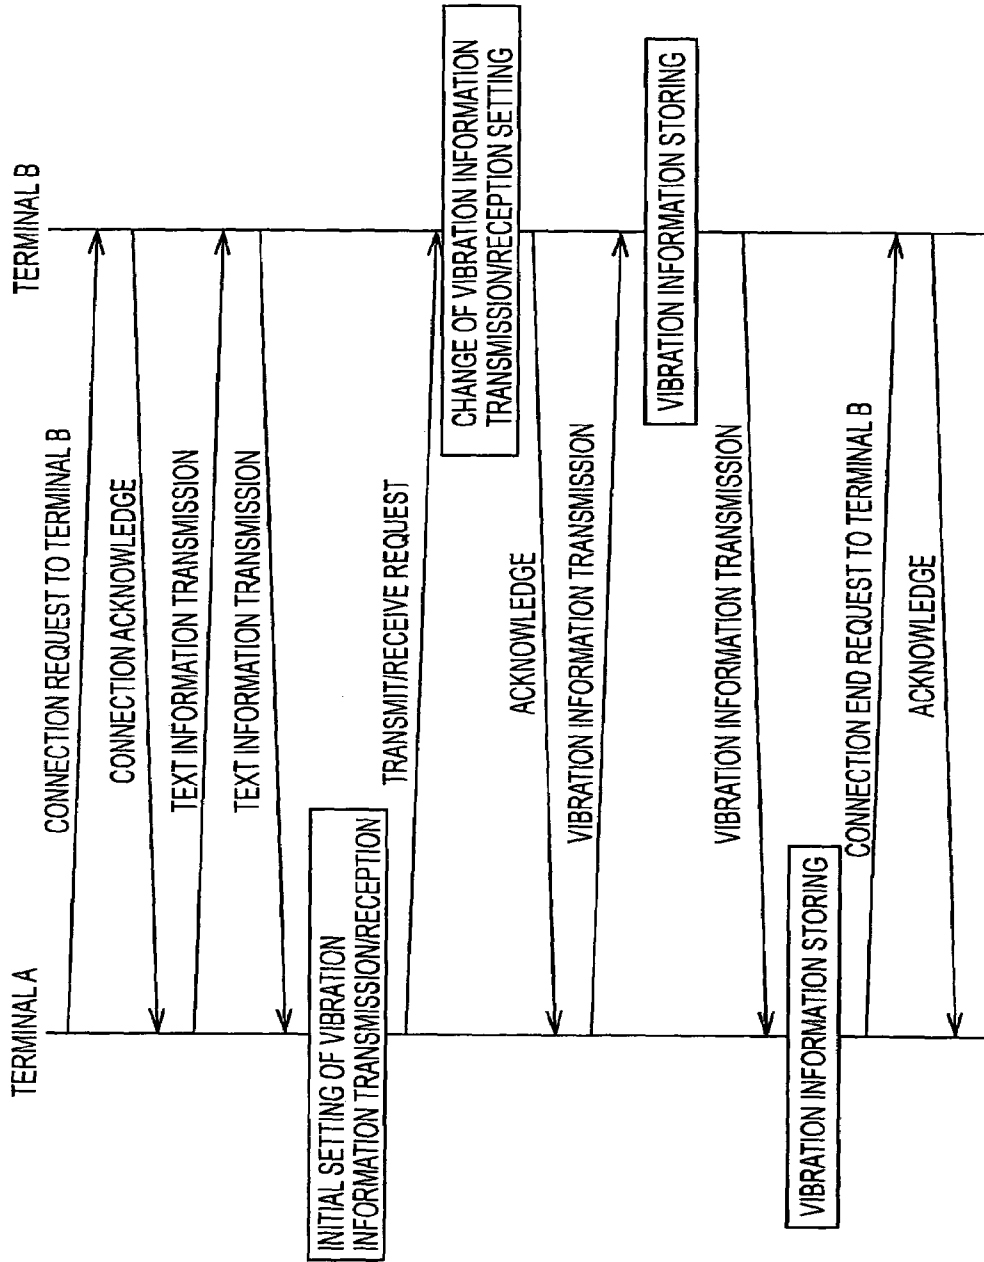 TERMINAL A
TERMINAL B
CONNECTION REQUEST TO TERMINAL B
CONNECTION ACKNOWLEDGE
TEXT INFORMATION TRANSMISSION
TEXT INFORMATION TRANSMISSION
INITIAL SETTING OF VIBRATION
INFORMATION TRANSMISSION/RECEPTION
TRANSMIT/RECEIVE REQUEST
CHANGE OF VIBRATION INFORMATION
TRANSMISSION/RECEPTION SETTING
ACKNOWLEDGE
VIBRATION INFORMATION TRANSMISSION
VIBRATION INFORMATION STORING
VIBRATION INFORMATION TRANSMISSION
VIBRATION INFORMATION STORING
CONNECTION END REQUEST TO TERMINAL B
ACKNOWLEDGE